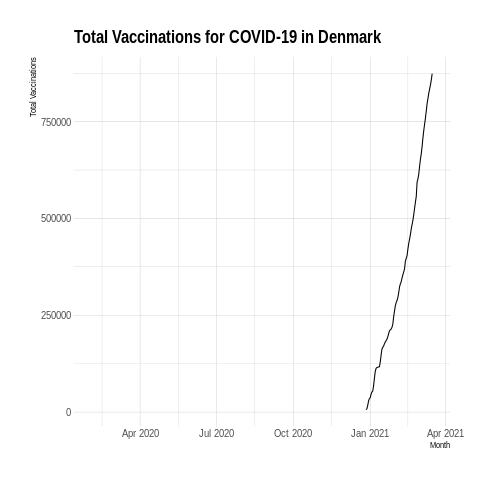 Total Vaccinations for COVID-19 in Denmark
Total Vaccinations
750000
500000
250000
0
Apr 2020 Jul 2020 Oct 2020 Jan 2021 Apr 2021
Month